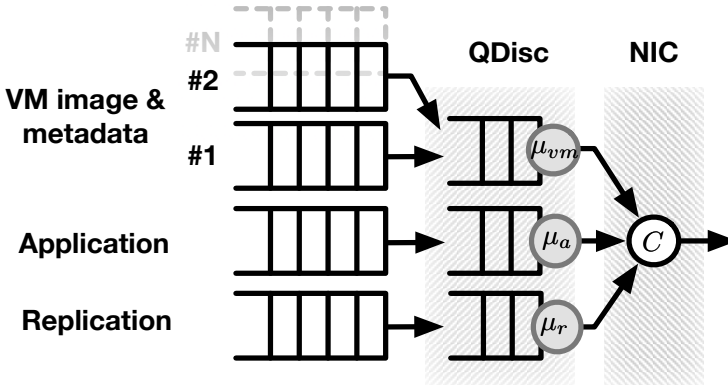 #N
QDisc
NIC
#2
VM image &
metadata
#1
μvm
Application
μa
C
Replication
μr